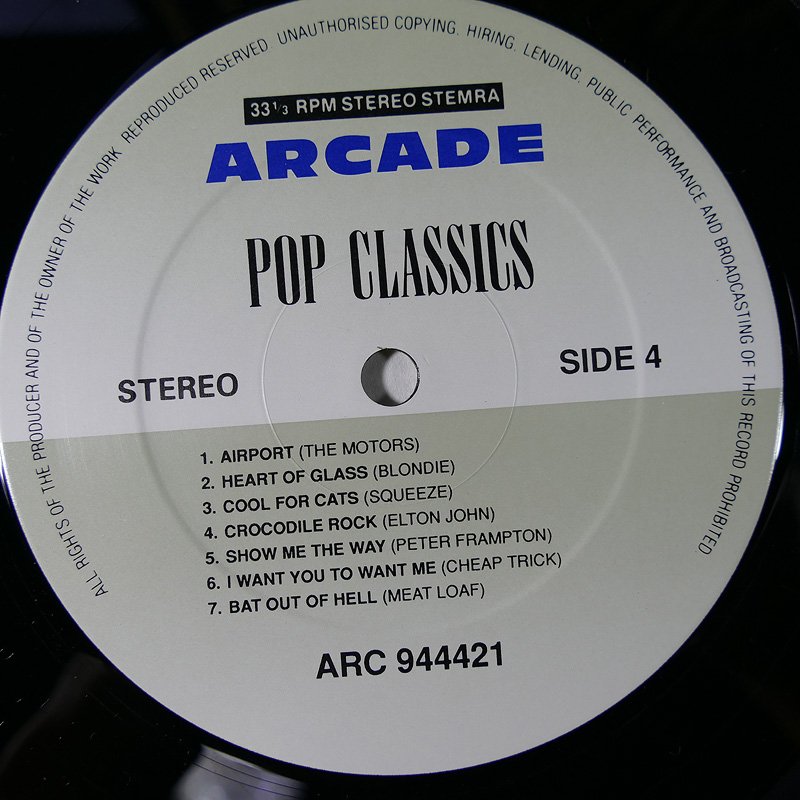 ALL RIGHTS OF THE PRODUCER AND OF THE OWNER OF THE WORK REPRODUCED RESERVED UNAUTHORISED COPYING, HIRING, LENDING, PUBLIC PERFORMANCE AND BROADCASTING OF THIS RECORD PROHIBITED
33 1/3 RPM STEREO STEMRA
ARCADE
POP CLASSICS
STEREO
SIDE 4
1. AIRPORT (THE MOTORS)
2. HEART OF GLASS (BLONDIE)
3. COOL FOR CATS (SQUEEZE)
4. CROCODILE ROCK (ELTON JOHN)
5. SHOW ME THE WAY (PETER FRAMPTON)
6. I WANT YOU TO WANT ME (CHEAP TRICK)
7. BAT OUT OF HELL (MEAT LOAF)
ARC 944421